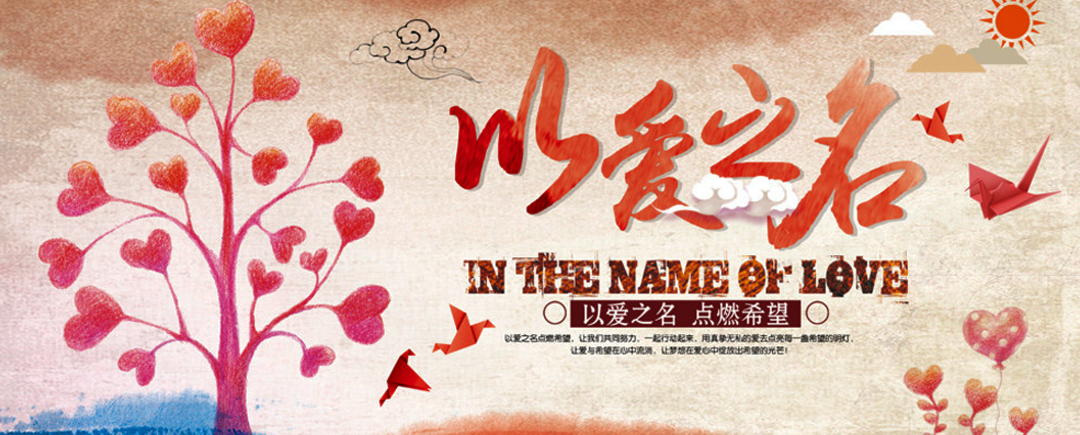 以爱之名
IN THE NAME OF LOVE
以爱之名 点燃希望
以爱之名点燃希望，让我们共同努力，一起行动起来，用真挚无私的爱去点亮每一盏希望的明灯，
让爱与希望在心中流淌，让梦想在爱心中绽放出希望的光芒！